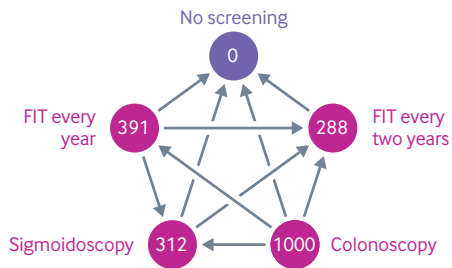 No screening
0
FIT every
year
391
288
FIT every
two years
Sigmoidoscopy
312
1000
Colonoscopy